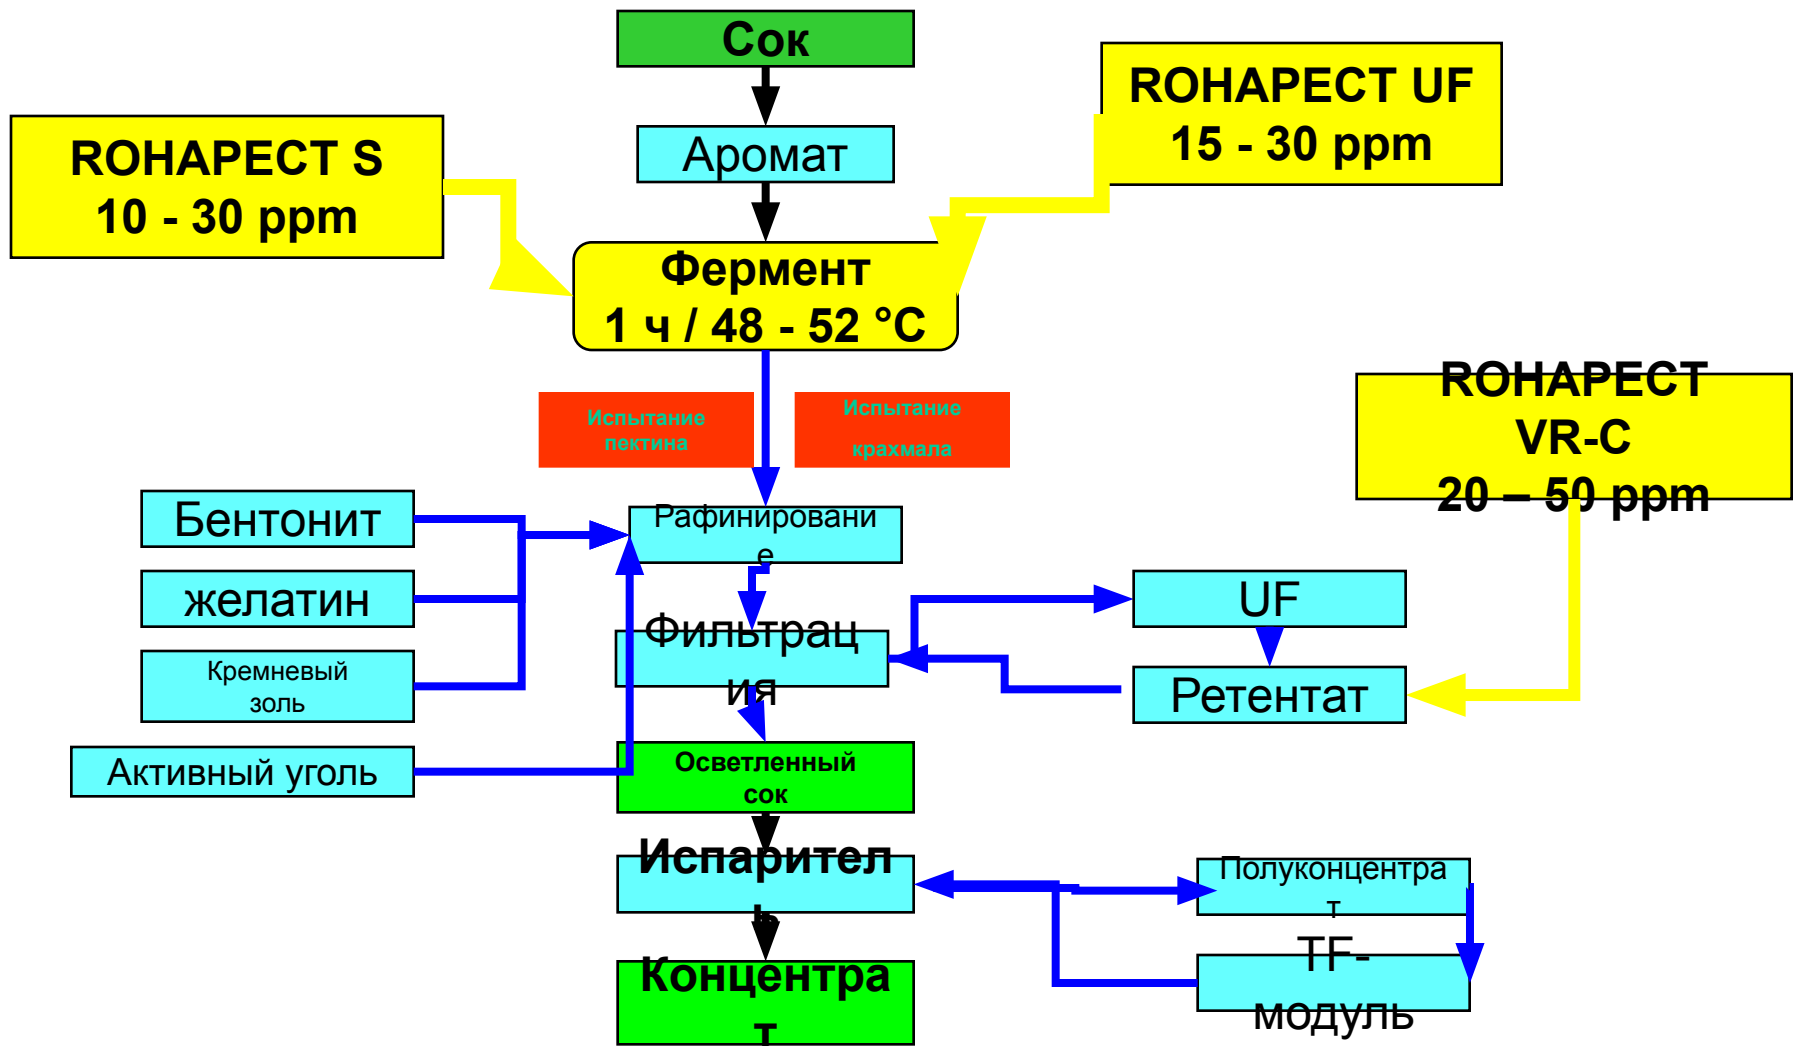 Сок
ROHAPECT UF
15 - 30 ppm
ROHAPECT S
10 - 30 ppm
Аромат
Фермент
1 ч / 48 - 52 °C
Испытание
пектина
Испытание
крахмала
ROHAPECT
VR-C
20 – 50 ppm
Бентонит
Рафинировани
е
желатин
UF
Фильтрац
ия
Кремневый
золь
Ретентат
Активный уголь
Осветленный
сок
Испарител
ь
Полуконцентра
т
TF-
модуль
Концентра
т